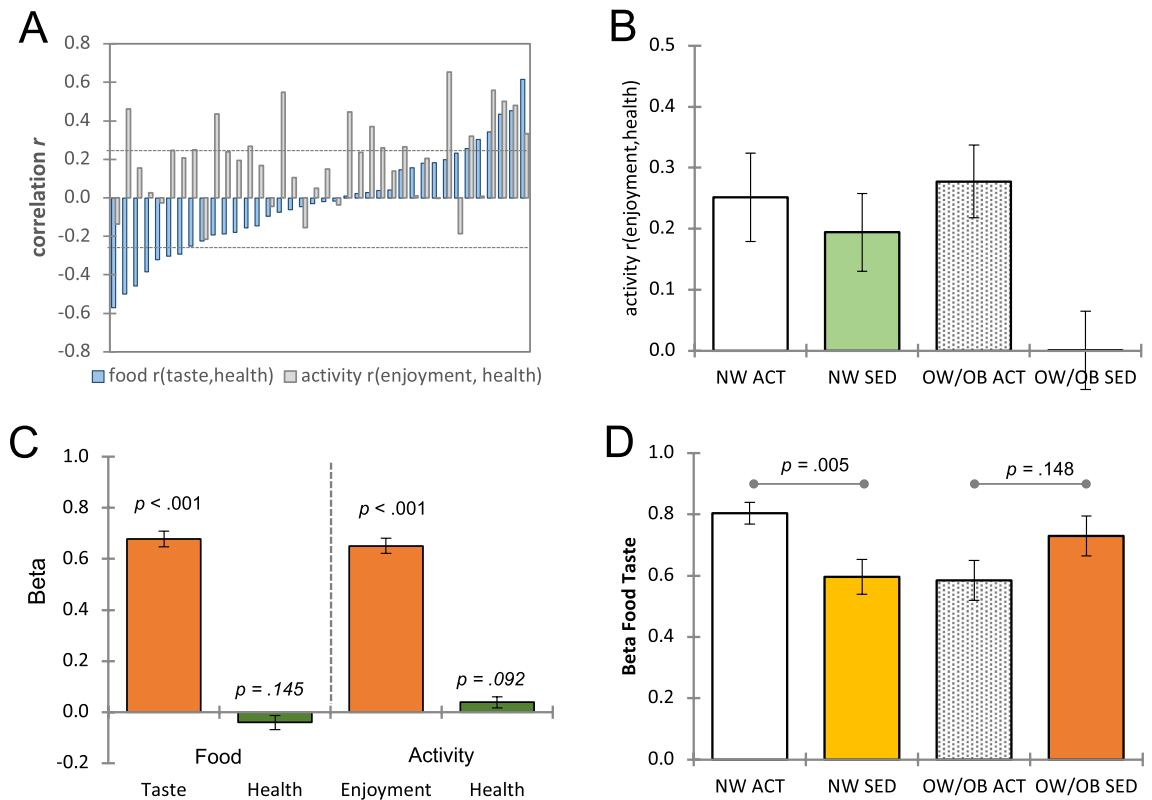 A
0.8
0.6
0.4
0.2
0.0
-0.2
-0.4
-0.6
-0.8
correlation r
food r(taste,health) activity r(enjoyment, health)
B
0.5
0.4
0.3
0.2
0.1
0.0
activity r(enjoyment,health)
NW ACT NW SED OW/OB ACT OW/OB SED
C
1.0
0.8
0.6
0.4
0.2
0.0
-0.2
Beta
p < .001
p = .145
p < .001
p = .092
Food Activity
Taste Health Enjoyment Health
D
1.0
0.8
0.6
0.4
0.2
0.0
Beta Food Taste
p = .005
p = .148
NW ACT NW SED OW/OB ACT OW/OB SED